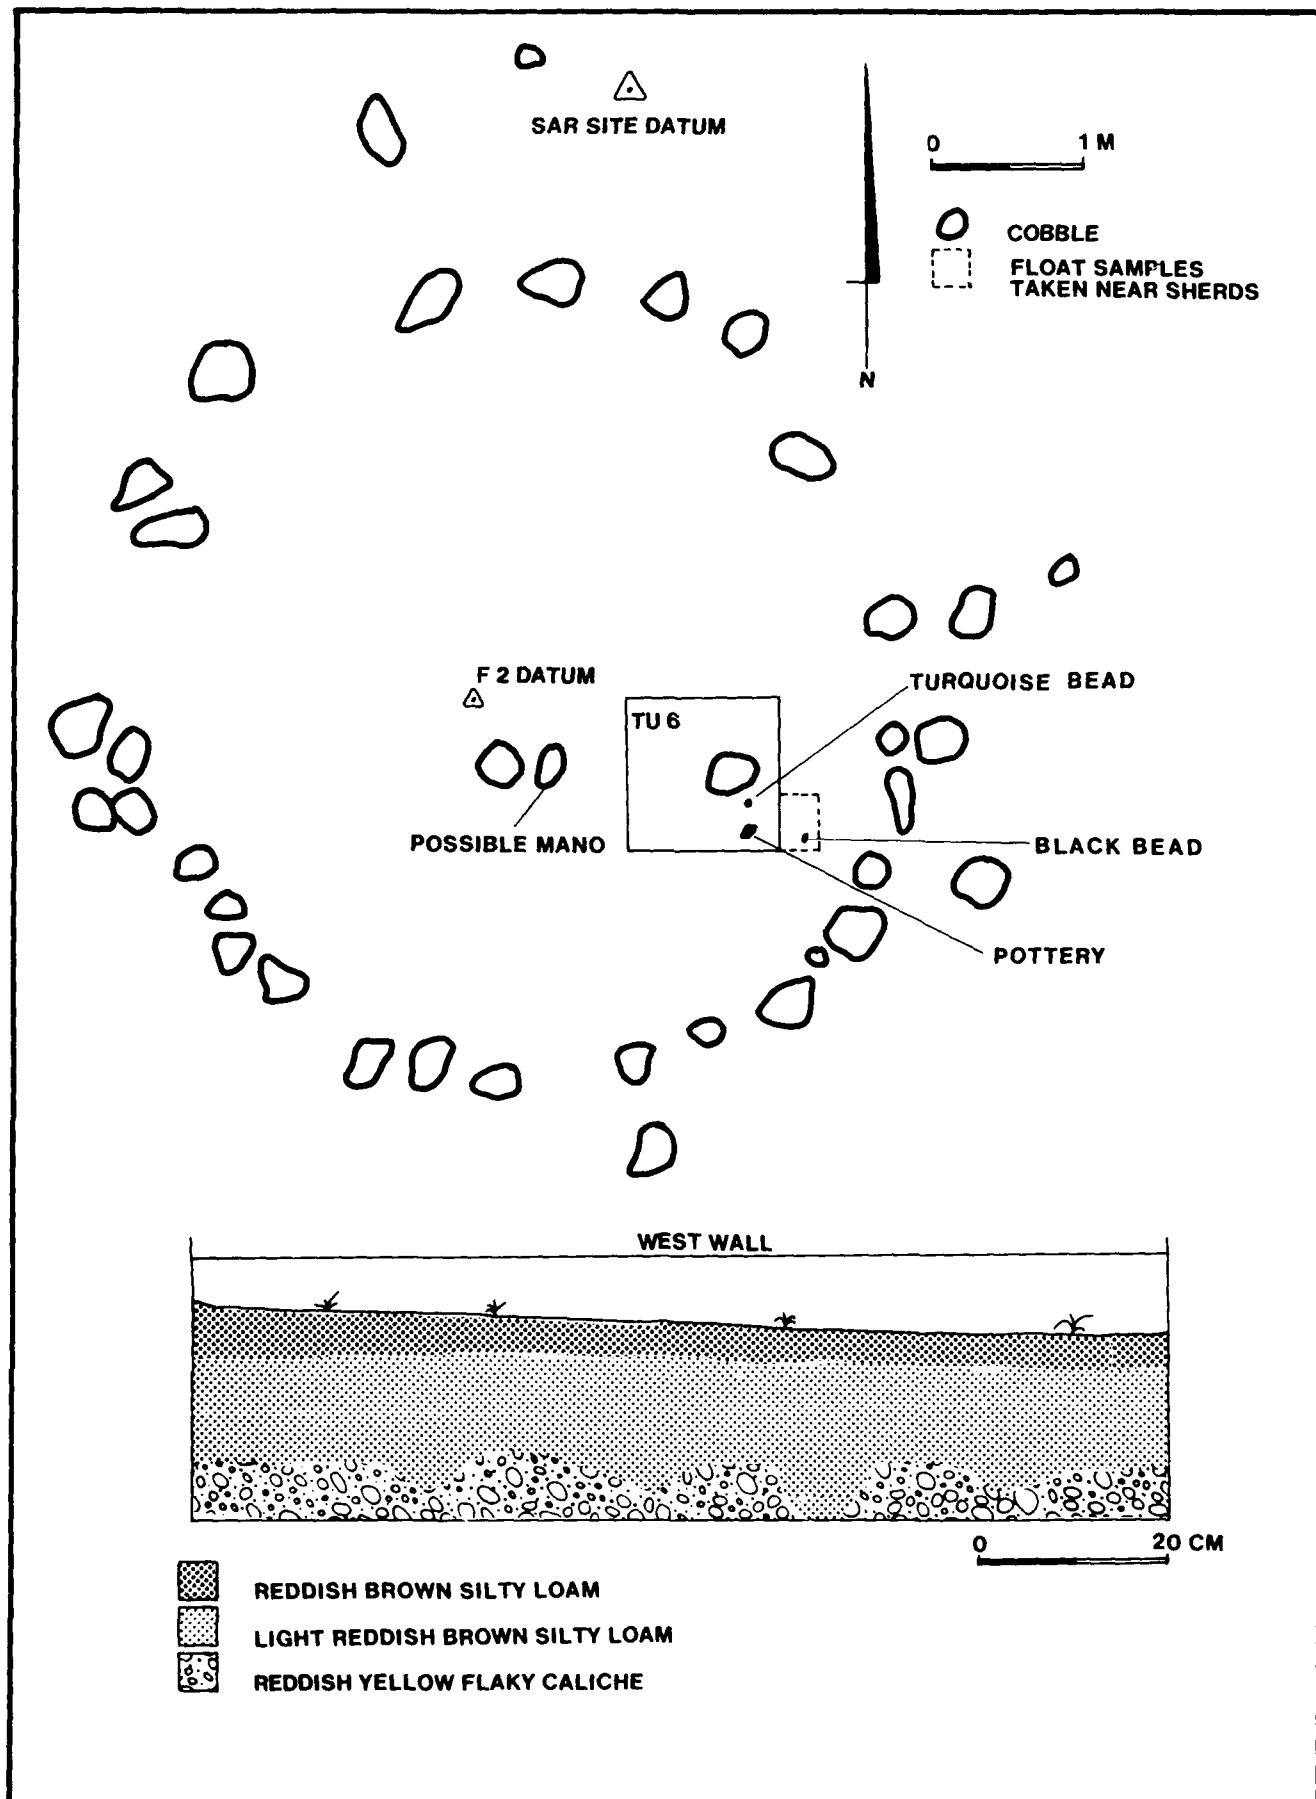 SAR SITE DATUM
0 1 M
COBBLE
FLOAT SAMPLES
TAKEN NEAR SHERDS
N
F 2 DATUM
TURQUOISE BEAD
TU 6
POSSIBLE MANO
BLACK BEAD
POTTERY
WEST WALL
0 20 CM
REDDISH BROWN SILTY LOAM
LIGHT REDDISH BROWN SILTY LOAM
REDDISH YELLOW FLAKY CALICHE